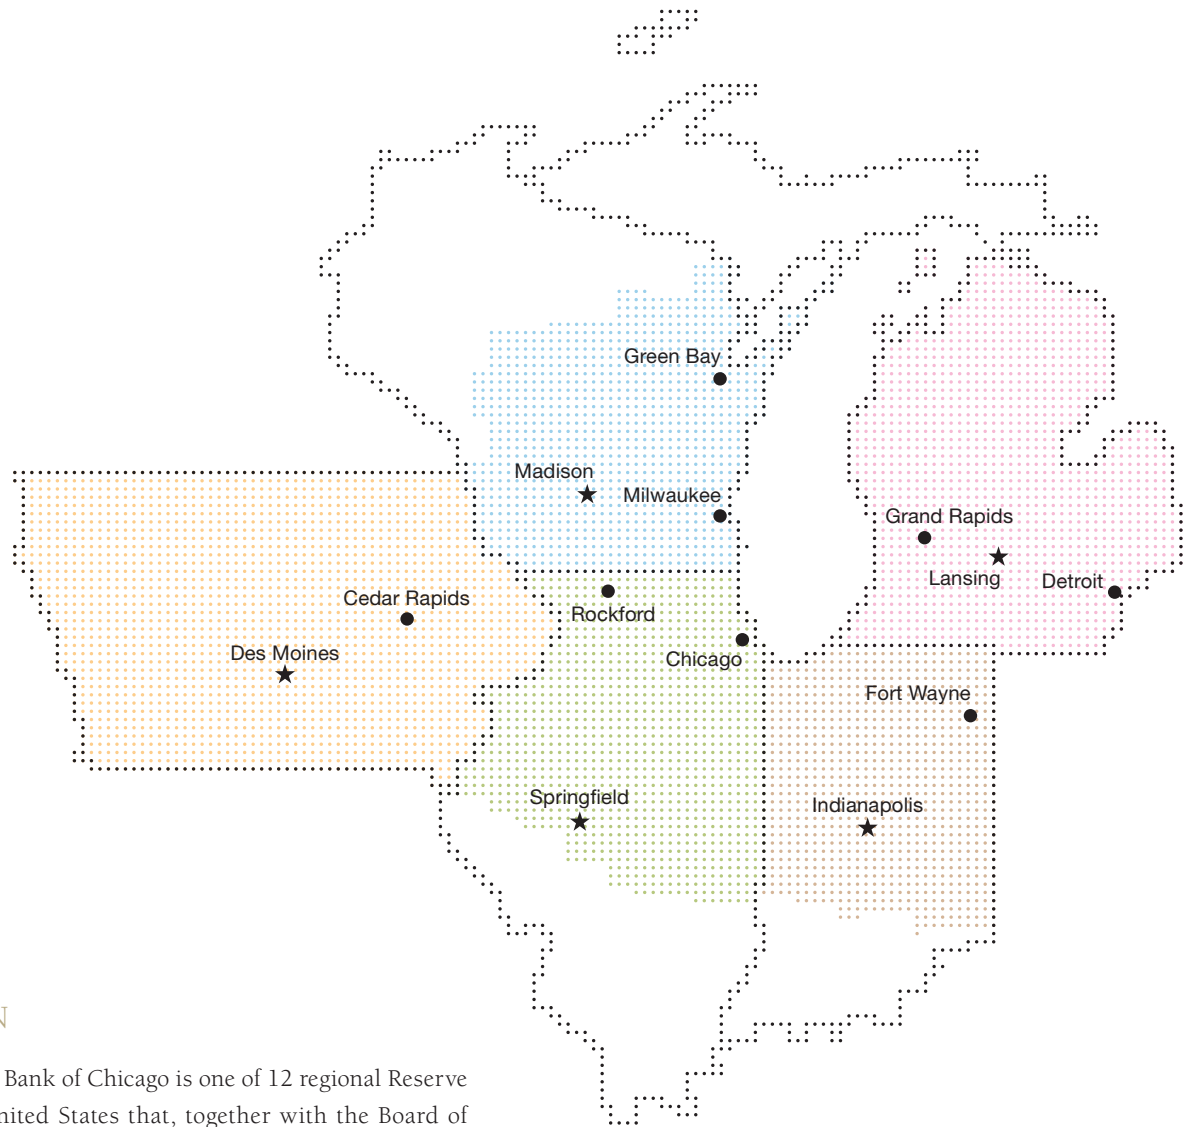 Green Bay
Madison
Milwaukee
Grand Rapids
Lansing
Detroit
Cedar Rapids
Rockford
Des Moines
Chicago
Fort Wayne
Springfield
Indianapolis
N
Bank of Chicago is one of 12 regional Reserve
nited States that, together with the Board of